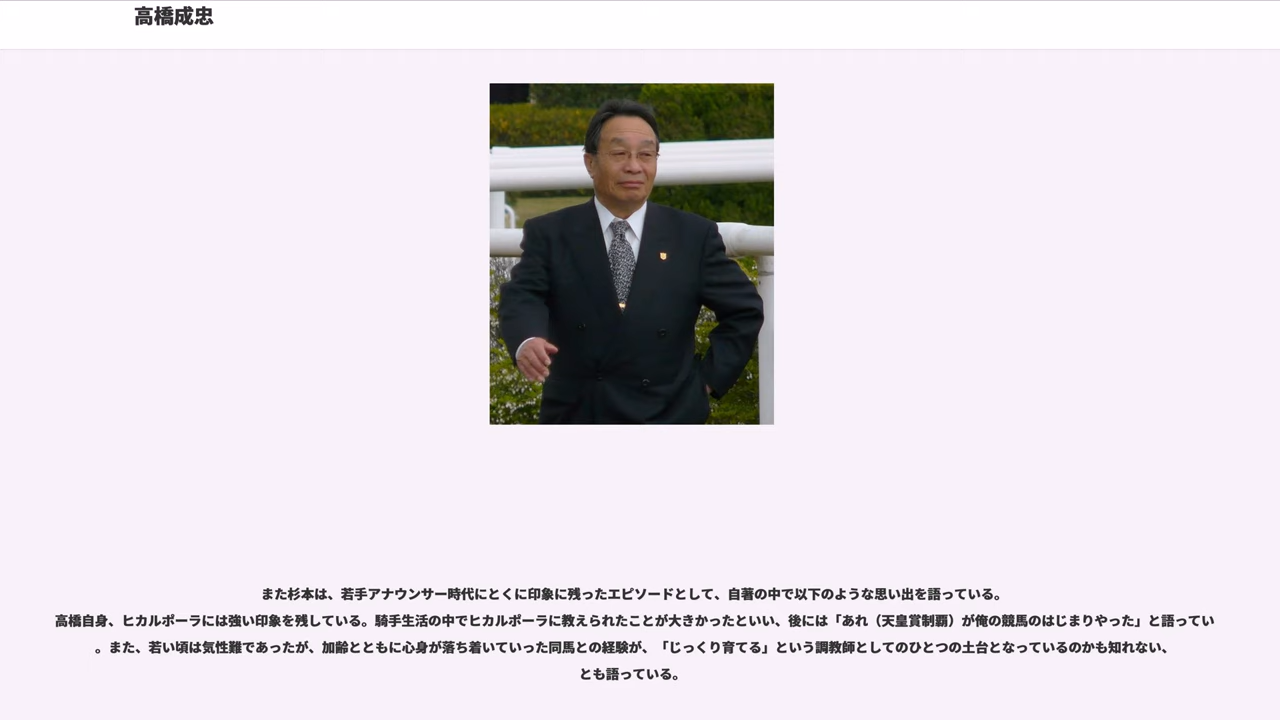 高橋成忠
また杉本は、若手アナウンサー時代にとくに印象に残ったエピソードとして、自著の中で以下のような思い出を語っている。
高橋自身、ヒカルポーラには強い印象を残している。騎手生活の中でヒカルポーラに教えられたことが大きかったといい、後には「あれ（天皇賞制覇）が俺の競馬のはじまりやった」と語ってい
。また、若い頃は気性難であったが、加齢とともに心身が落ち着いていった同馬との経験が、「じっくり育てる」という調教師としてのひとつの土台となっているのかも知れない、
とも語っている。